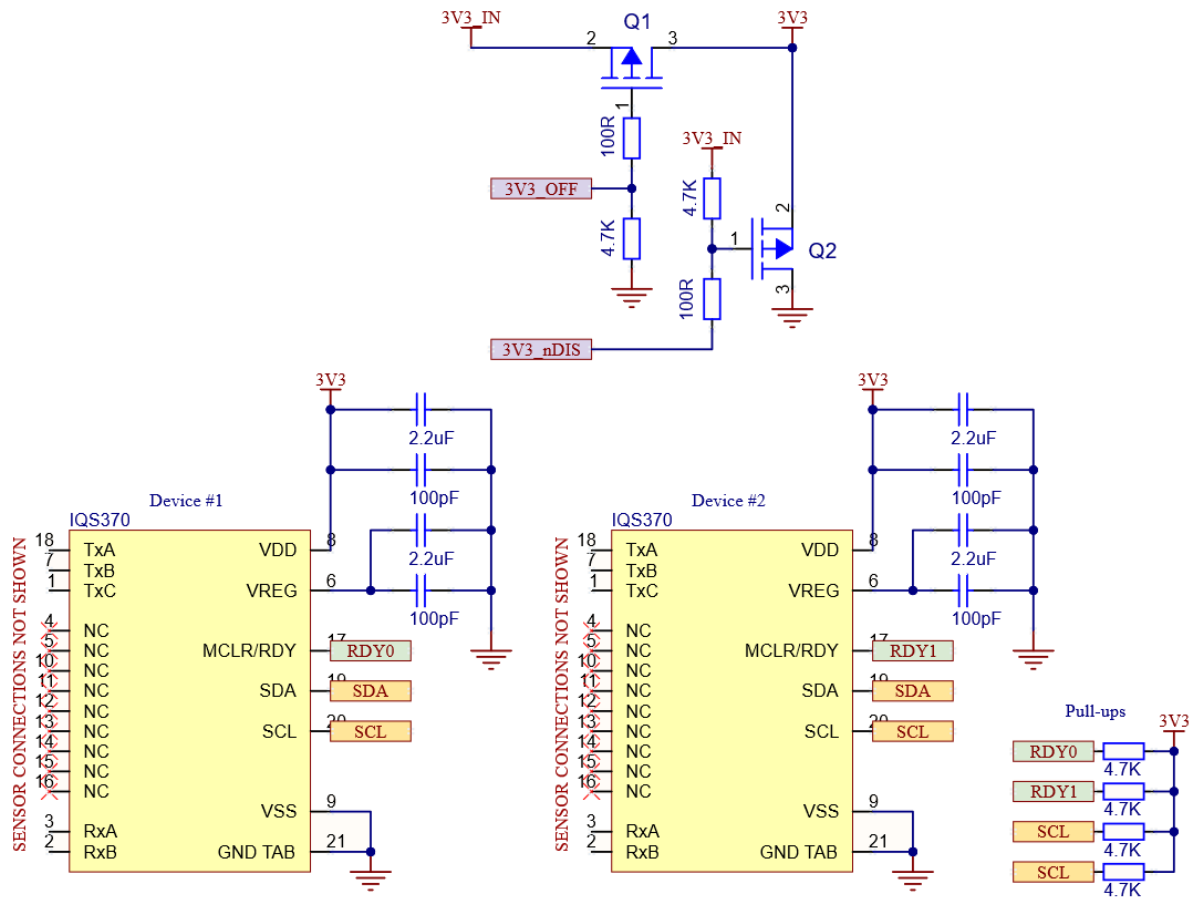 3V3_IN
Q1
3V3
2
3
1
100R
3V3_IN
3V3_OFF
4.7K
4.7K
2
1
Q2
100R
3
3V3_nDIS
3V3
3V3
2.2uF
2.2uF
100pF
100pF
Device #1
Device #2
IQS370
IQS370
SENSOR CONNECTIONS NOT SHOWN
18 TxA VDD 8
7 TxB
1 TxC VREG 6
2.2uF
100pF
4 NC
5 NC MCLR/RDY 17 RDY0
10 NC
11 NC SDA 19 SDA
12 NC
13 NC SCL 20 SCL
14 NC
15 NC
16 NC
VSS 9
3 RxA
2 RxB GND TAB 21
SENSOR CONNECTIONS NOT SHOWN
18 TxA VDD 8
7 TxB
1 TxC VREG 6
2.2uF
100pF
4 NC
5 NC MCLR/RDY 17 RDY1
10 NC
11 NC SDA 19 SDA
12 NC
13 NC SCL 20 SCL
14 NC
15 NC
16 NC
VSS 9
3 RxA
2 RxB GND TAB 21
Pull-ups
3V3
RDY0
4.7K
RDY1
4.7K
SCL
4.7K
SCL
4.7K